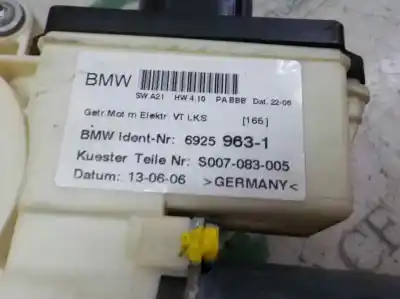 BMW
SW.A21 HW.4.10 PA BBB Dat. 22-06
Getr.Mot m Elektr VT LKS [166]
BMW Ident-Nr: 6925 963-1
Kuester Teile Nr: S007-083-005
Datum: 13-06-06 >GERMANY<